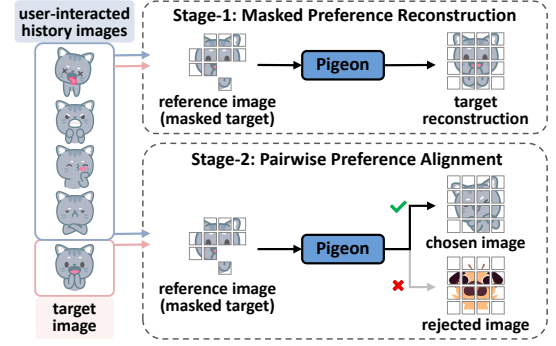 user-interacted
history images
Stage-1: Masked Preference Reconstruction
Pigeon
reference image
(masked target)
target
reconstruction
Stage-2: Pairwise Preference Alignment
Pigeon
reference image
(masked target)
chosen image
rejected image
target
image